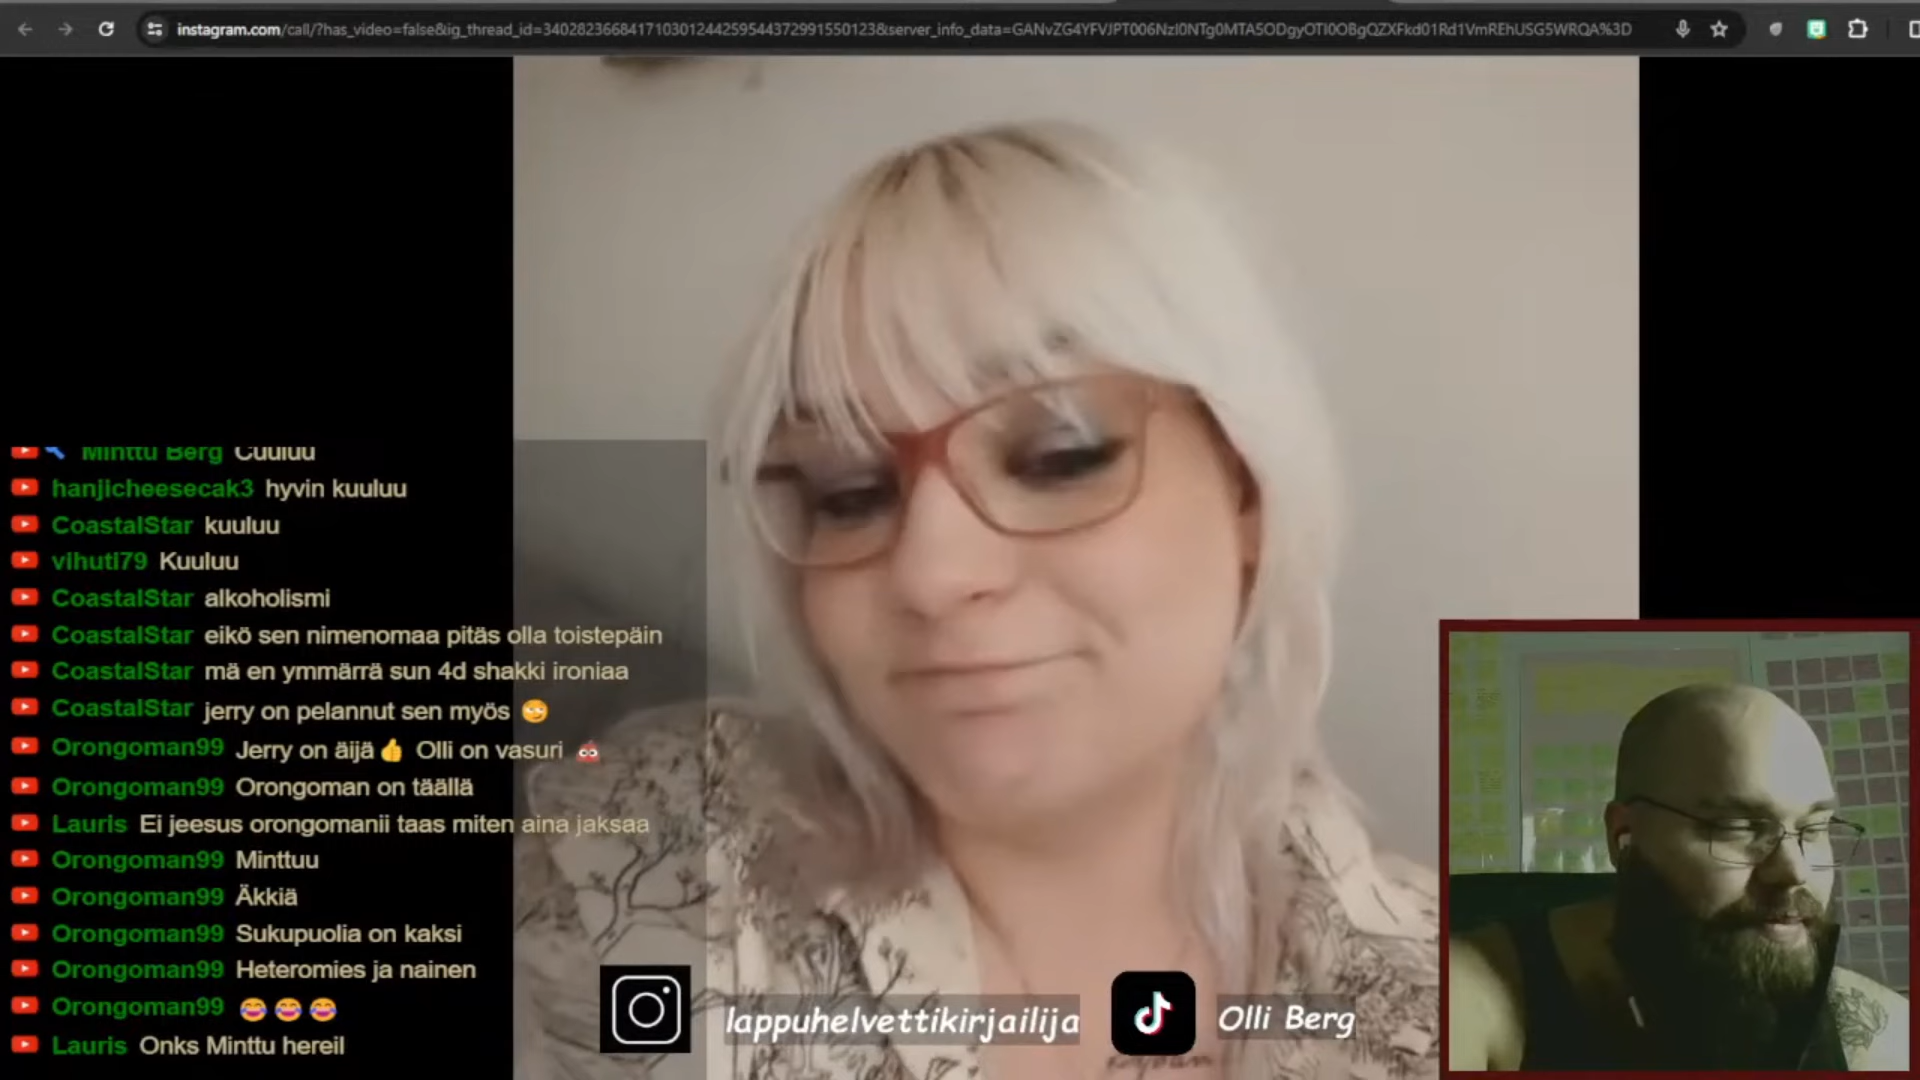 instagram.com/call/?has_video=false&ig_thread_id=340282366841710301244259544372991550123&server_info_data=GANvZG4YFVJPT006NzI0NTg0MTA5ODgyOTI0OBgQZXFkd01Rd1VmREhUSG5WRQA%3D
Minttu Berg Cuuluu
hanjicheesecak3 hyvin kuuluu
CoastalStar kuuluu
vihuti79 Kuuluu
CoastalStar alkoholismi
CoastalStar eikö sen nimenomaa pitäs olla toistepäin
CoastalStar mä en ymmärrä sun 4d shakki ironiaa
CoastalStar jerry on pelannut sen myös 🙄
Orongoman99 Jerry on äijä👍 Olli on vasuri 💩
Orongoman99 Orongoman on täällä
Lauris Ei jeesus orongomanii taas miten aina jaksaa
Orongoman99 Minttuu
Orongoman99 Äkkiä
Orongoman99 Sukupuolia on kaksi
Orongoman99 Heteromies ja nainen
Orongoman99 😂😂😂
Lauris Onks Minttu hereil
lappuhelvettikirjailija
Olli Berg